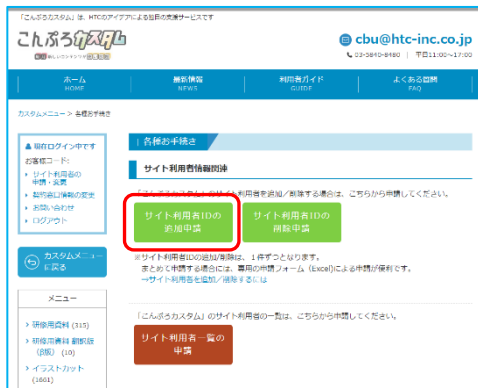 「こんぷろカスタム」は、HTCのアイデアによる独自の支援サービスです
こんぷろカスタム
cbu@htc-inc.co.jp
03-5840-8480 | 平日11:00~17:00
ホーム
HOME
最新情報
NEWS
利用者ガイド
GUIDE
よくある質問
FAQ
カスタムメニュー > 各種お手続き
現在ログイン中です
お客様コード:
サイト利用者の
申請・変更
契約窓口情報の変更
お問い合わせ
ログアウト
カスタムメニュー
に戻る
メニュー
研修用資料 (315)
研修用資料 翻訳版
(β版) (10)
イラストカット
(1601)
各種お手続き
サイト利用者情報関連
「こんぷろカスタム」のサイト利用者を追加/削除する場合は、こちらから申請してください。
サイト利用者IDの
追加申請
サイト利用者IDの
削除申請
※サイト利用者IDの追加/削除は、1件ずつとなります。
まとめて申請する場合には、専用の申請フォーム(Excel)による申請が便利です。
→サイト利用者を追加/削除するには
「こんぷろカスタム」のサイト利用者の一覧は、こちらから申請してください。
サイト利用者一覧の
申請